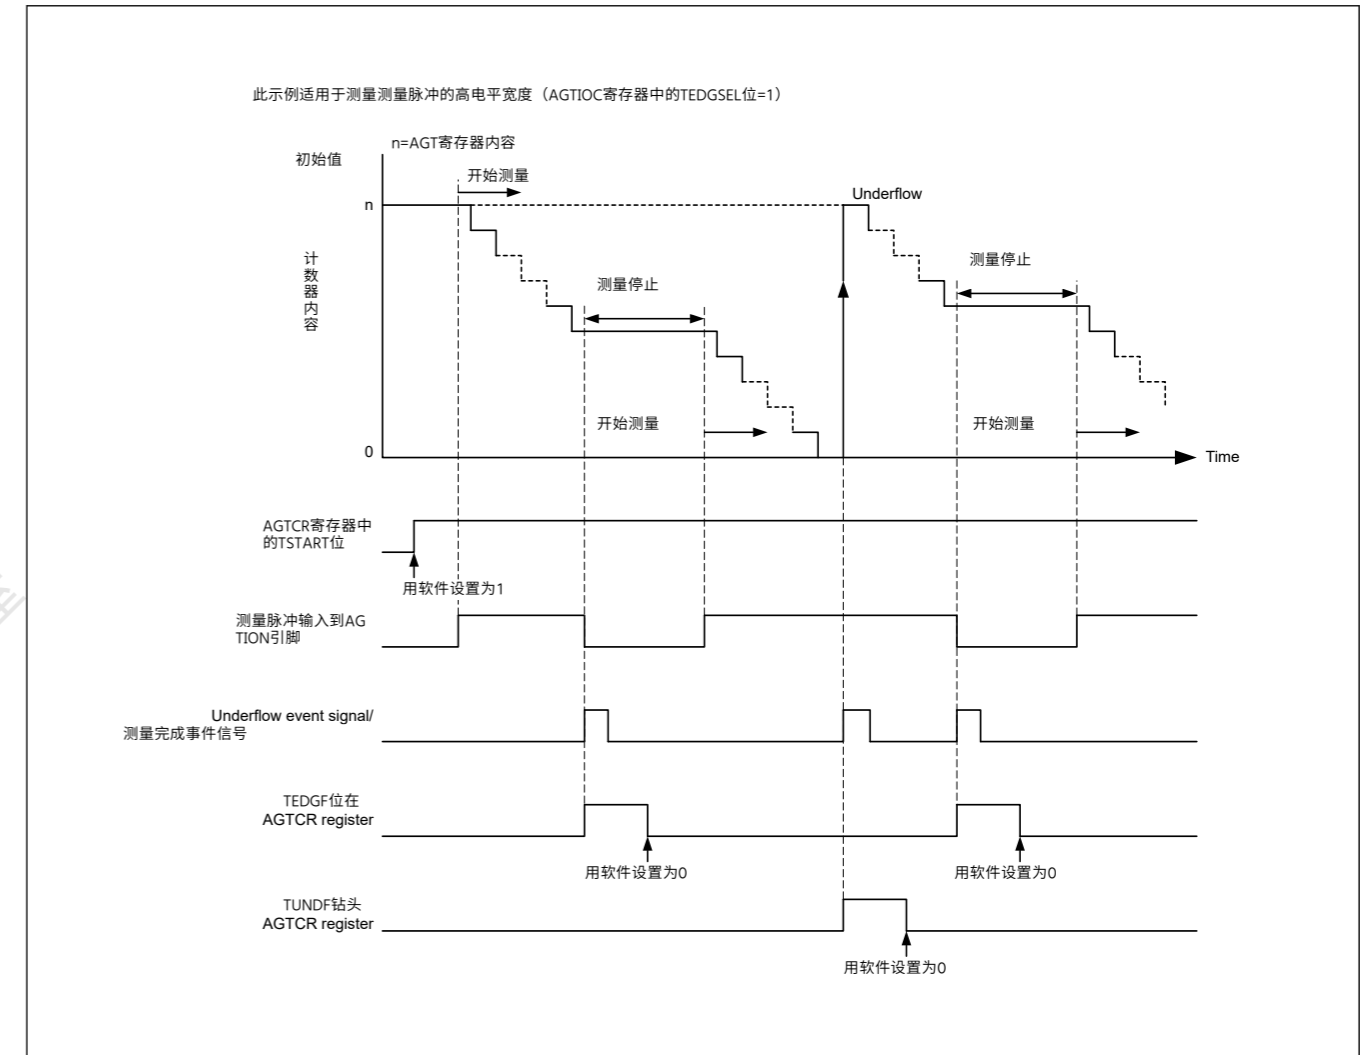 此示例适用于测量测量脉冲的高电平宽度（AGTIOC寄存器中的TEDGSEL位=1）
n=AGT寄存器内容
初始值
开始测量
n
Underflow
计数器内容
测量停止
测量停止
开始测量
开始测量
0
Time
AGTCR寄存器中
的TSTART位
用软件设置为1
测量脉冲输入到AG
TION引脚
Underflow event signal/
测量完成事件信号
TEDGF位在
AGTCR register
用软件设置为0
用软件设置为0
TUNDF钻头
AGTCR register
用软件设置为0